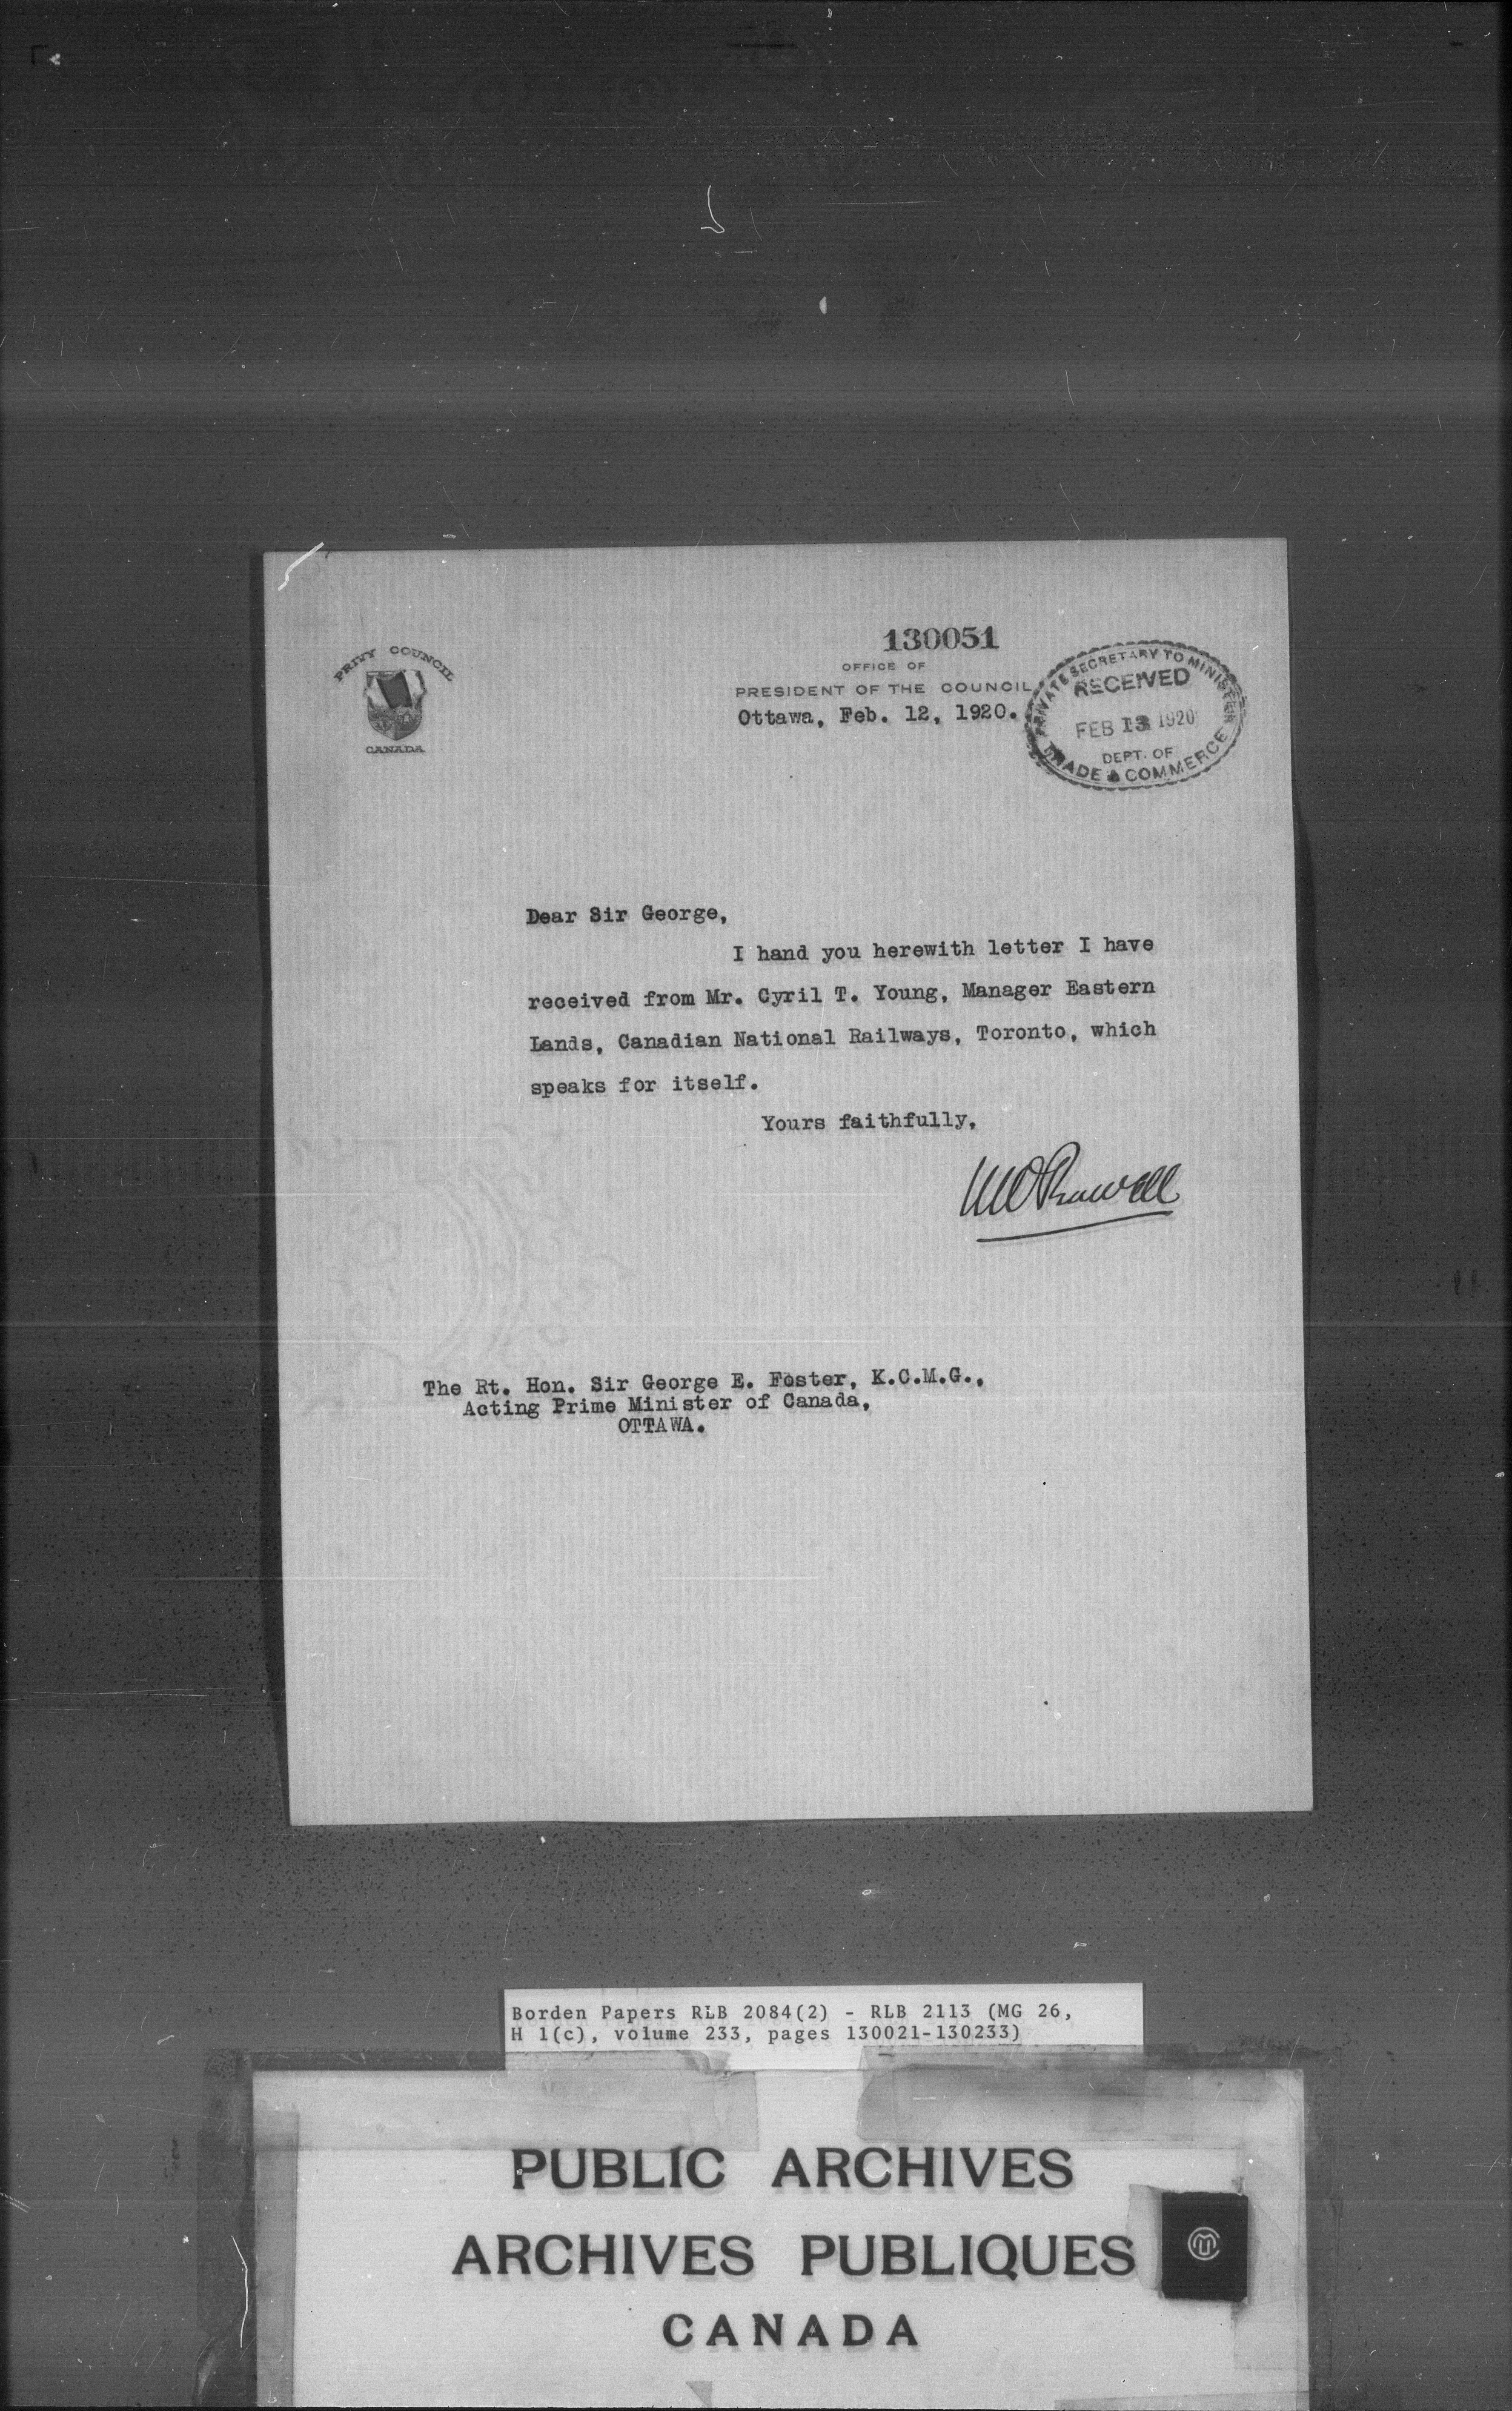 130051
PRIVY COUNCIL
CANADA
OFFICE OF
PRESIDENT OF THE COUNCIL
Ottawa, Feb. 12, 1920.
PRIVATE SECRETARY TO MINISTER
RECEIVED
FEB 13 1920
DEPT. OF
TRADE & COMMERCE
Dear Sir George,
I hand you herewith letter I have
received from Mr. Cyril T. Young, Manager Eastern
Lands, Canadian National Railways, Toronto, which
speaks for itself.
Yours faithfully,
The Rt. Hon. Sir George E. Foster, K.C.M.G.,
Acting Prime Minister of Canada,
OTTAWA.
Borden Papers RLB 2084(2) - RLB 2113 (MG 26,
H 1(c), volume 233, pages 130021-130233)
PUBLIC ARCHIVES
ARCHIVES PUBLIQUES
CANADA